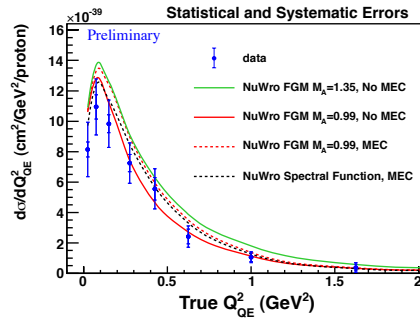 ×10⁻³⁹
Statistical and Systematic Errors
Preliminary
data
NuWro FGM M_A=1.35, No MEC
NuWro FGM M_A=0.99, No MEC
NuWro FGM M_A=0.99, MEC
NuWro Spectral Function, MEC
dσ/dQ²_QE (cm²/GeV²/proton)
14
12
10
8
6
4
2
0
0 0.5 1 1.5 2
True Q²_QE (GeV²)